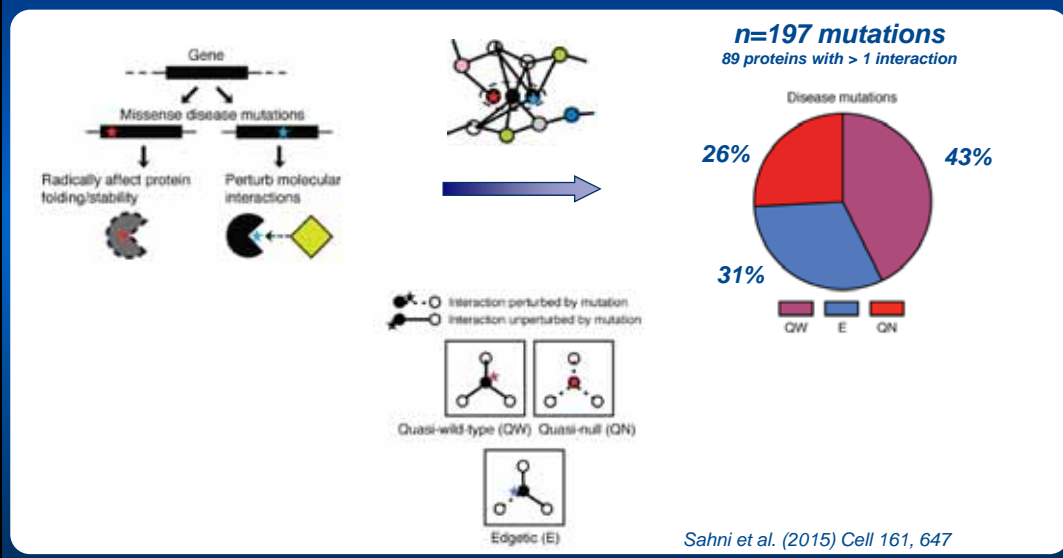 Gene
Missense disease mutations
Radically affect protein
folding/stability
Perturb molecular
interactions
n=197 mutations
89 proteins with > 1 interaction
Disease mutations
26%
43%
31%
QW E QN
Interaction perturbed by mutation
Interaction unperturbed by mutation
Quasi-wild-type (QW) Quasi-null (QN)
Edgetic (E)
Sahni et al. (2015) Cell 161, 647